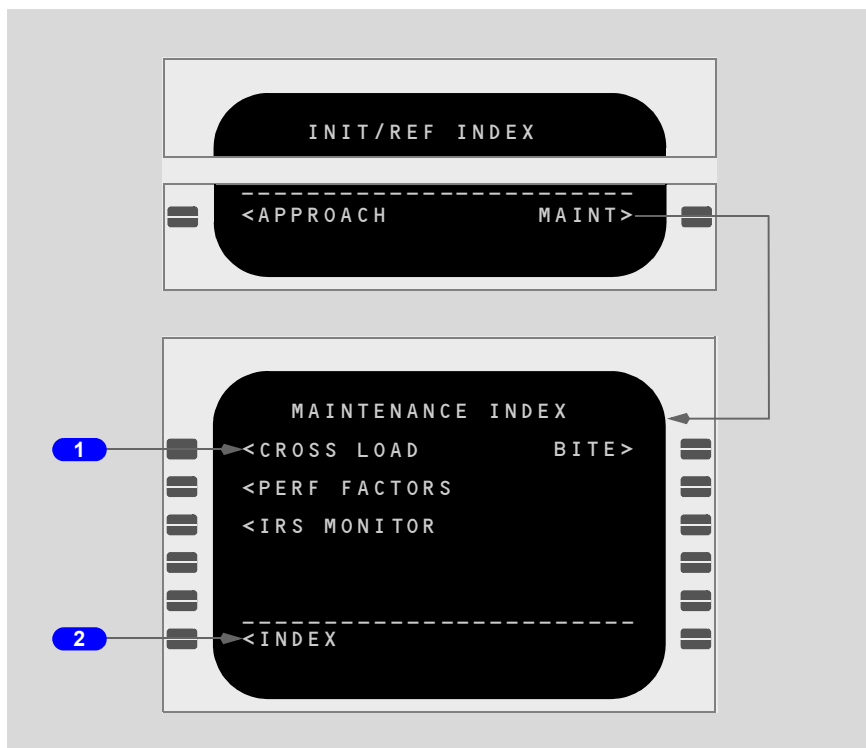 INIT/REF INDEX
------------------------
<APPROACH MAINT>
MAINTENANCE INDEX
1 <CROSS LOAD BITE>
<PERF FACTORS
<IRS MONITOR
------------------------
2 <INDEX